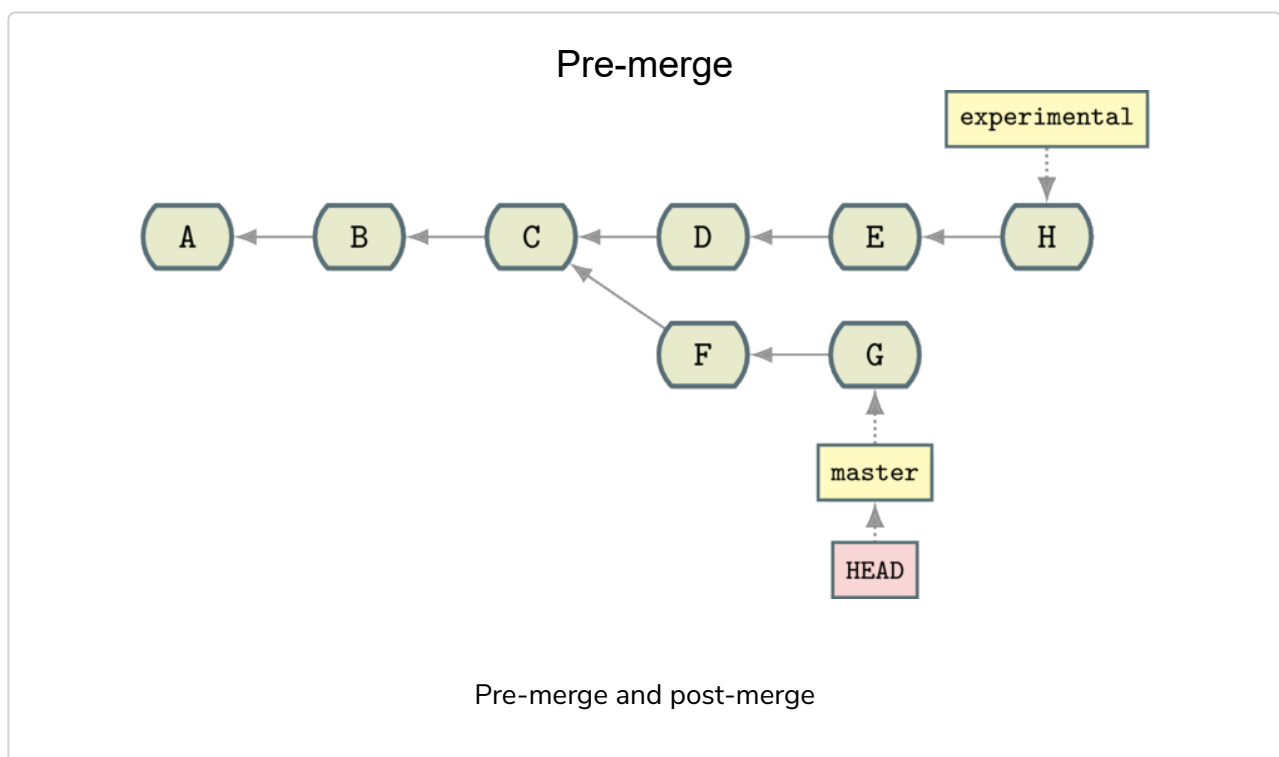 Pre-merge
experimental
A B C D E H
F G
master
HEAD
Pre-merge and post-merge